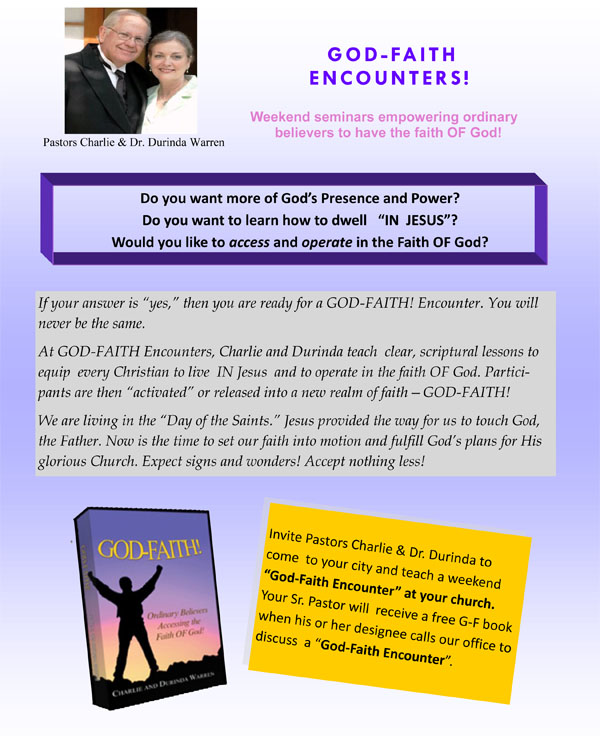 GOD-FAITH
ENCOUNTERS!
Weekend seminars empowering ordinary
believers to have the faith OF God!
Pastors Charlie & Dr. Durinda Warren
Do you want more of God's Presence and Power?
Do you want to learn how to dwell "IN JESUS"?
Would you like to access and operate in the Faith OF God?
If your answer is "yes," then you are ready for a GOD-FAITH! Encounter. You will
never be the same.
At GOD-FAITH Encounters, Charlie and Durinda teach clear, scriptural lessons to
equip every Christian to live IN Jesus and to operate in the faith OF God. Partici-
pants are then "activated" or released into a new realm of faith – GOD-FAITH!
We are living in the "Day of the Saints." Jesus provided the way for us to touch God,
the Father. Now is the time to set our faith into motion and fulfill God's plans for His
glorious Church. Expect signs and wonders! Accept nothing less!
GOD-FAITH!
Ordinary Believers
Accessing the
Faith OF God!
CHARLIE AND DURINDA WARREN
Invite Pastors Charlie & Dr. Durinda to
come to your city and teach a weekend
"God-Faith Encounter" at your church.
Your Sr. Pastor will receive a free G-F book
when his or her designee calls our office to
discuss a "God-Faith Encounter".